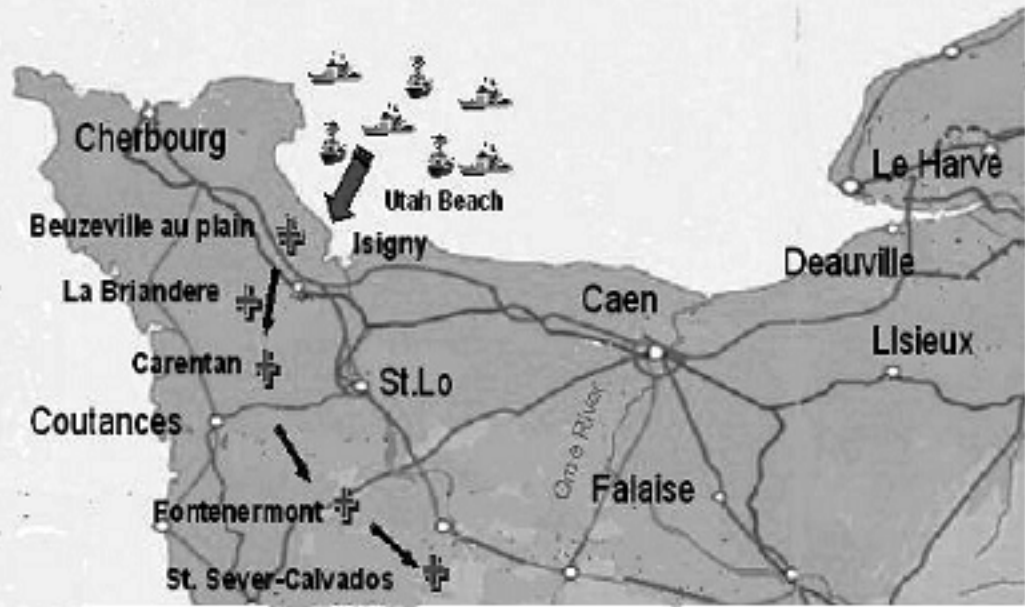 Cherbourg
Le Harve
Utah Beach
Beuzeville au plain
Isigny
Deauville
La Briandere
Caen
Lisieux
Carentan
St.Lo
Coutances
Orne River
Falaise
Fontenermont
St. Sever-Calvados